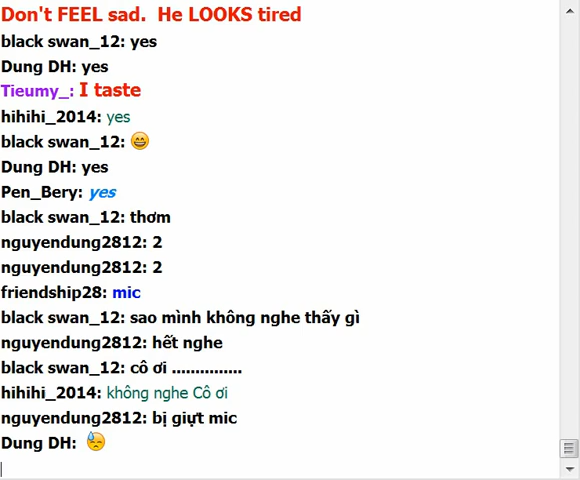 Don't FEEL sad.  He LOOKS tired
black swan_12: yes
Dung DH: yes
Tieumy_: I taste
hihihi_2014: yes
black swan_12: 😄
Dung DH: yes
Pen_Bery: yes
black swan_12: thơm
nguyendung2812: 2
nguyendung2812: 2
friendship28: mic
black swan_12: sao mình không nghe thấy gì
nguyendung2812: hết nghe
black swan_12: cô ơi ...............
hihihi_2014: không nghe Cô ơi
nguyendung2812: bị giựt mic
Dung DH: 😓